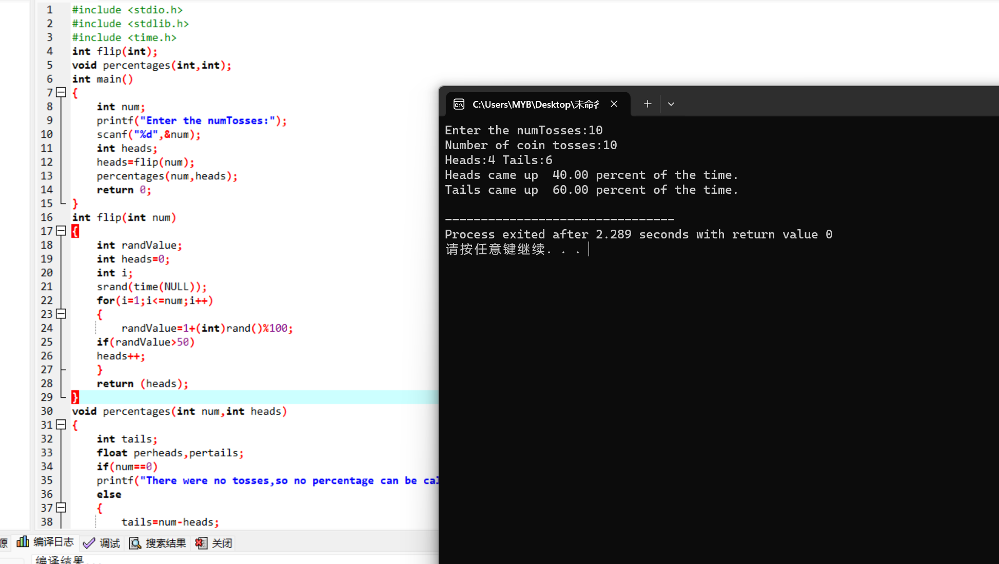 1 #include <stdio.h>
2 #include <stdlib.h>
3 #include <time.h>
4 int flip(int);
5 void percentages(int,int);
6 int main()
7 {
8 int num;
9 printf("Enter the numTosses:");
10 scanf("%d",&num);
11 int heads;
12 heads=flip(num);
13 percentages(num,heads);
14 return 0;
15 }
16 int flip(int num)
17 {
18 int randValue;
19 int heads=0;
20 int i;
21 srand(time(NULL));
22 for(i=1;i<=num;i++)
23 {
24 randValue=1+(int)rand()%100;
25 if(randValue>50)
26 heads++;
27 }
28 return (heads);
29 }
30 void percentages(int num,int heads)
31 {
32 int tails;
33 float perheads,pertails;
34 if(num==0)
35 printf("There were no tosses,so no percentage can be cal
36 else
37 {
38 tails=num-heads;
源 编译日志 调试 搜索结果 关闭
编译结果...
C:\Users\MYB\Desktop\未命名
Enter the numTosses:10
Number of coin tosses:10
Heads:4 Tails:6
Heads came up  40.00 percent of the time.
Tails came up  60.00 percent of the time.
--------------------------------
Process exited after 2.289 seconds with return value 0
请按任意键继续. . .